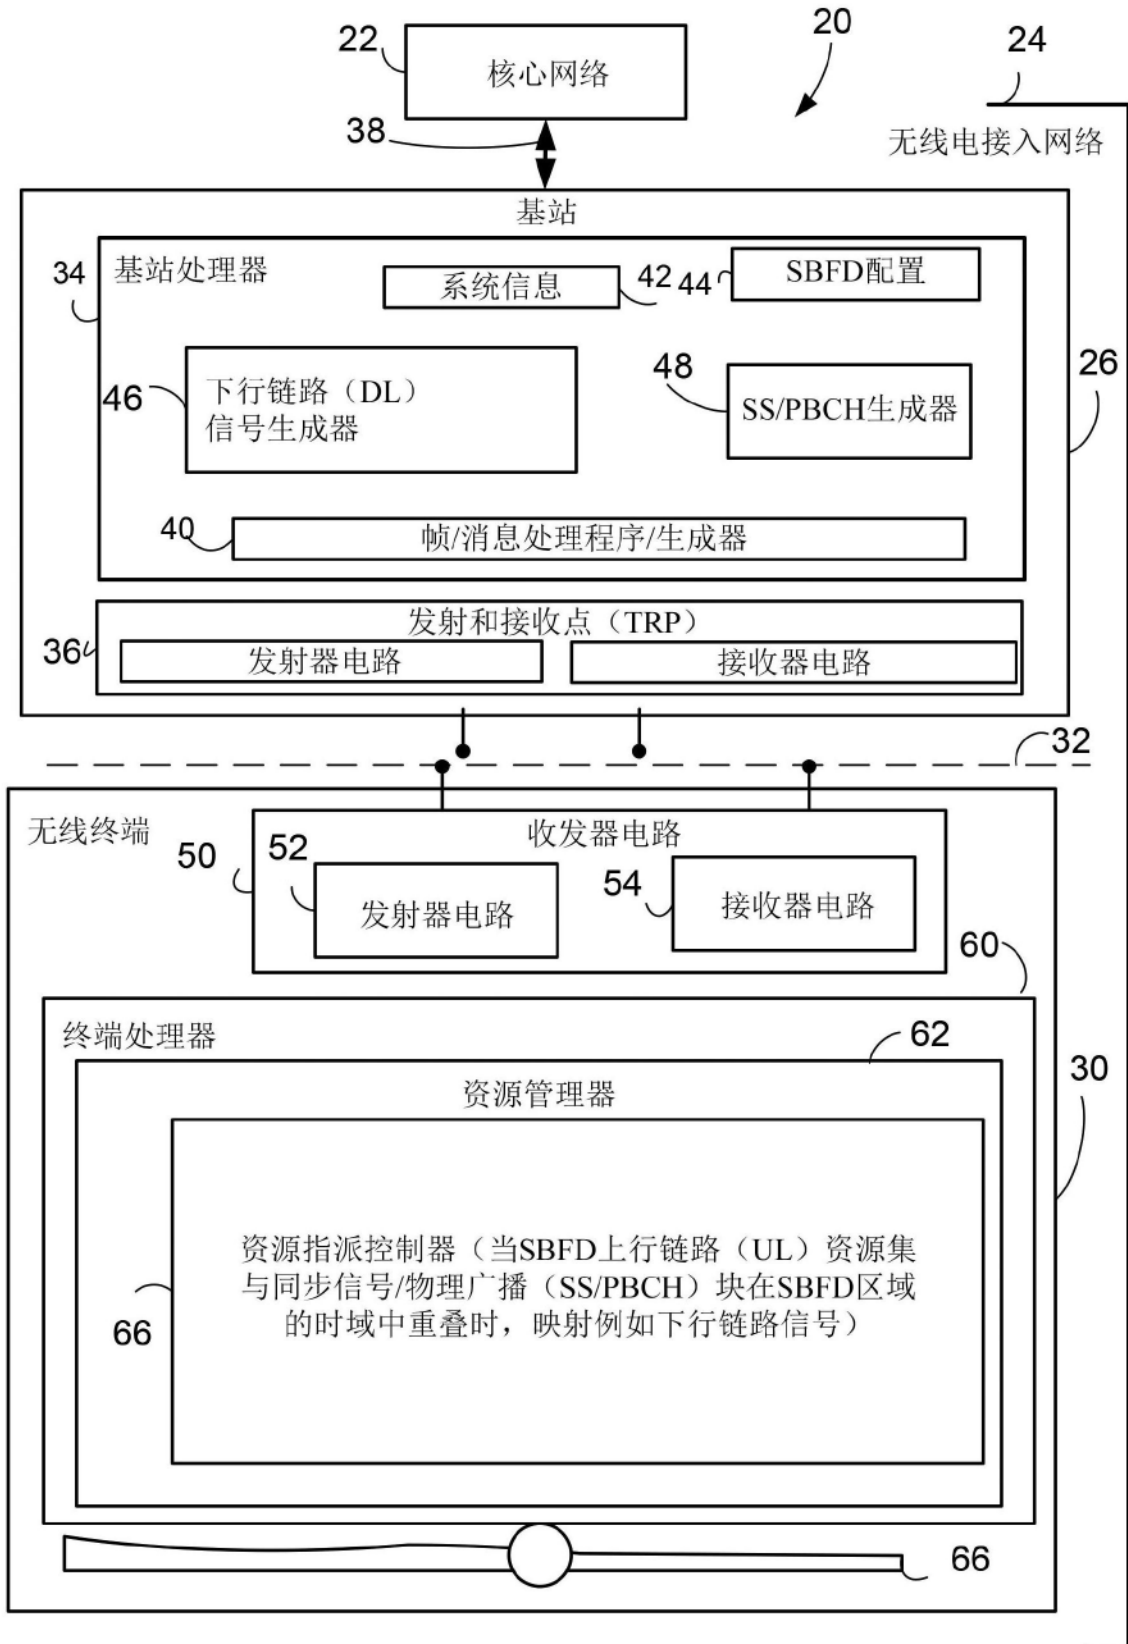 20
22
核心网络
24
38
无线电接入网络
基站
34
基站处理器
系统信息
42
44
SBFD配置
26
46
下行链路（DL）
信号生成器
48
SS/PBCH生成器
40
帧/消息处理程序/生成器
36
发射和接收点（TRP）
发射器电路
接收器电路
32
无线终端
50
收发器电路
52
发射器电路
54
接收器电路
60
终端处理器
62
资源管理器
30
资源指派控制器（当SBFD上行链路（UL）资源集
与同步信号/物理广播（SS/PBCH）块在SBFD区域
的时域中重叠时，映射例如下行链路信号）
66
66